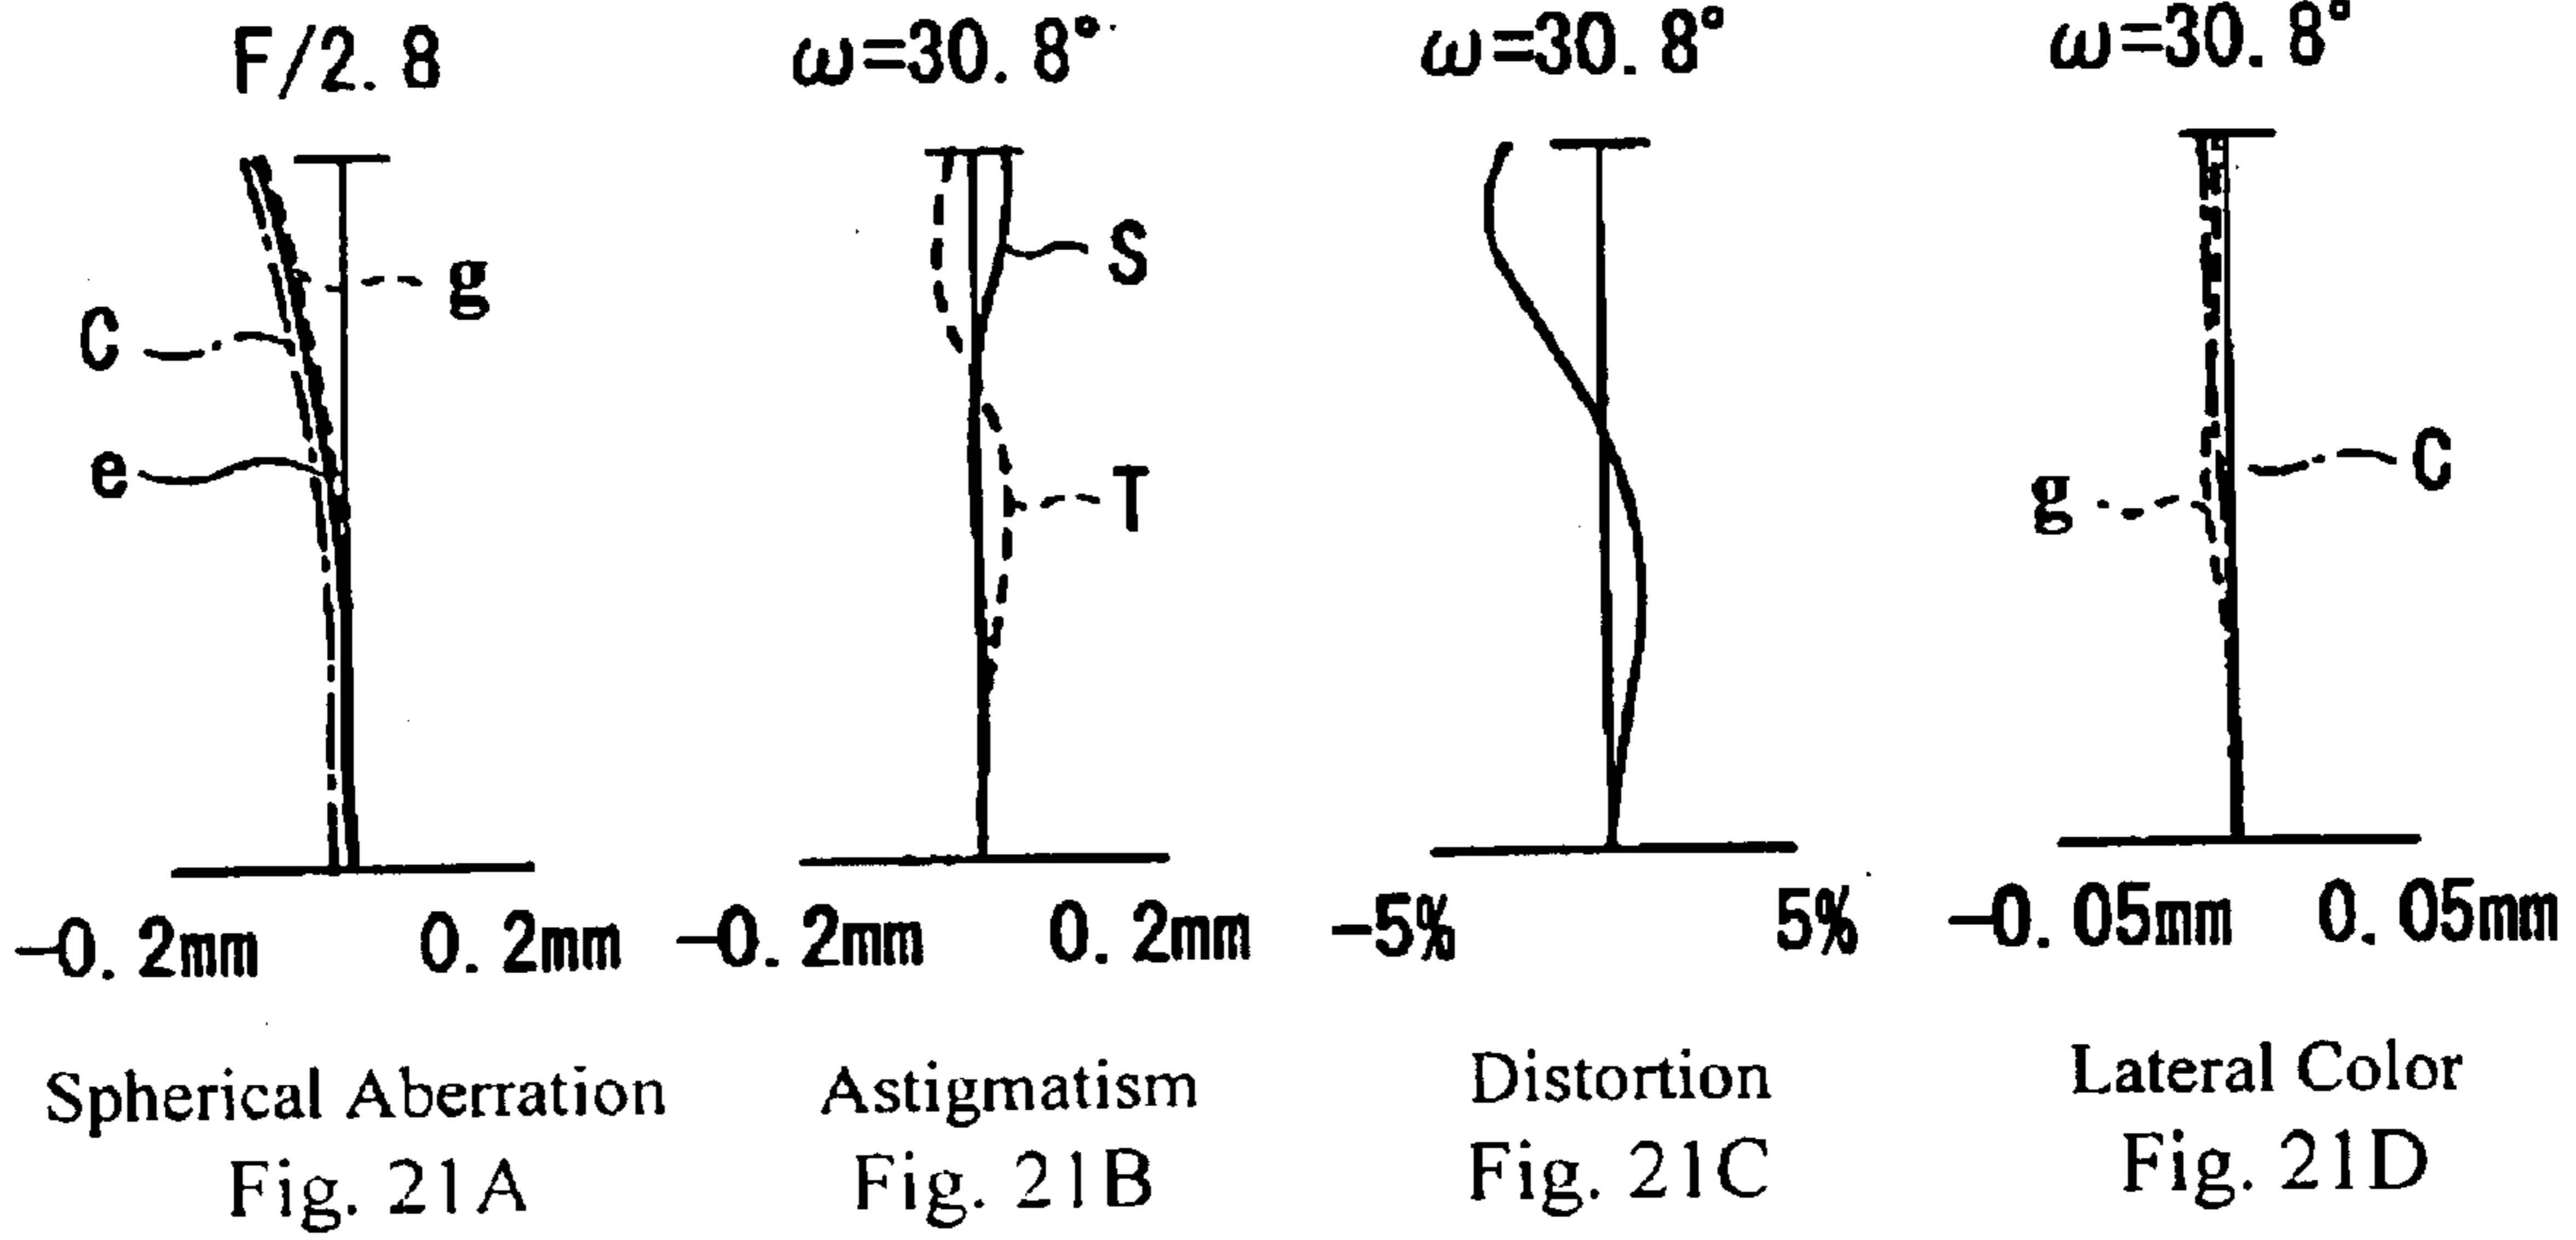 F/2.8
ω=30.8°
ω=30.8°
ω=30.8°
g
C
e
S
T
g
C
-0.2mm 0.2mm
-0.2mm 0.2mm
-5% 5%
-0.05mm 0.05mm
Spherical Aberration
Fig. 21A
Astigmatism
Fig. 21B
Distortion
Fig. 21C
Lateral Color
Fig. 21D